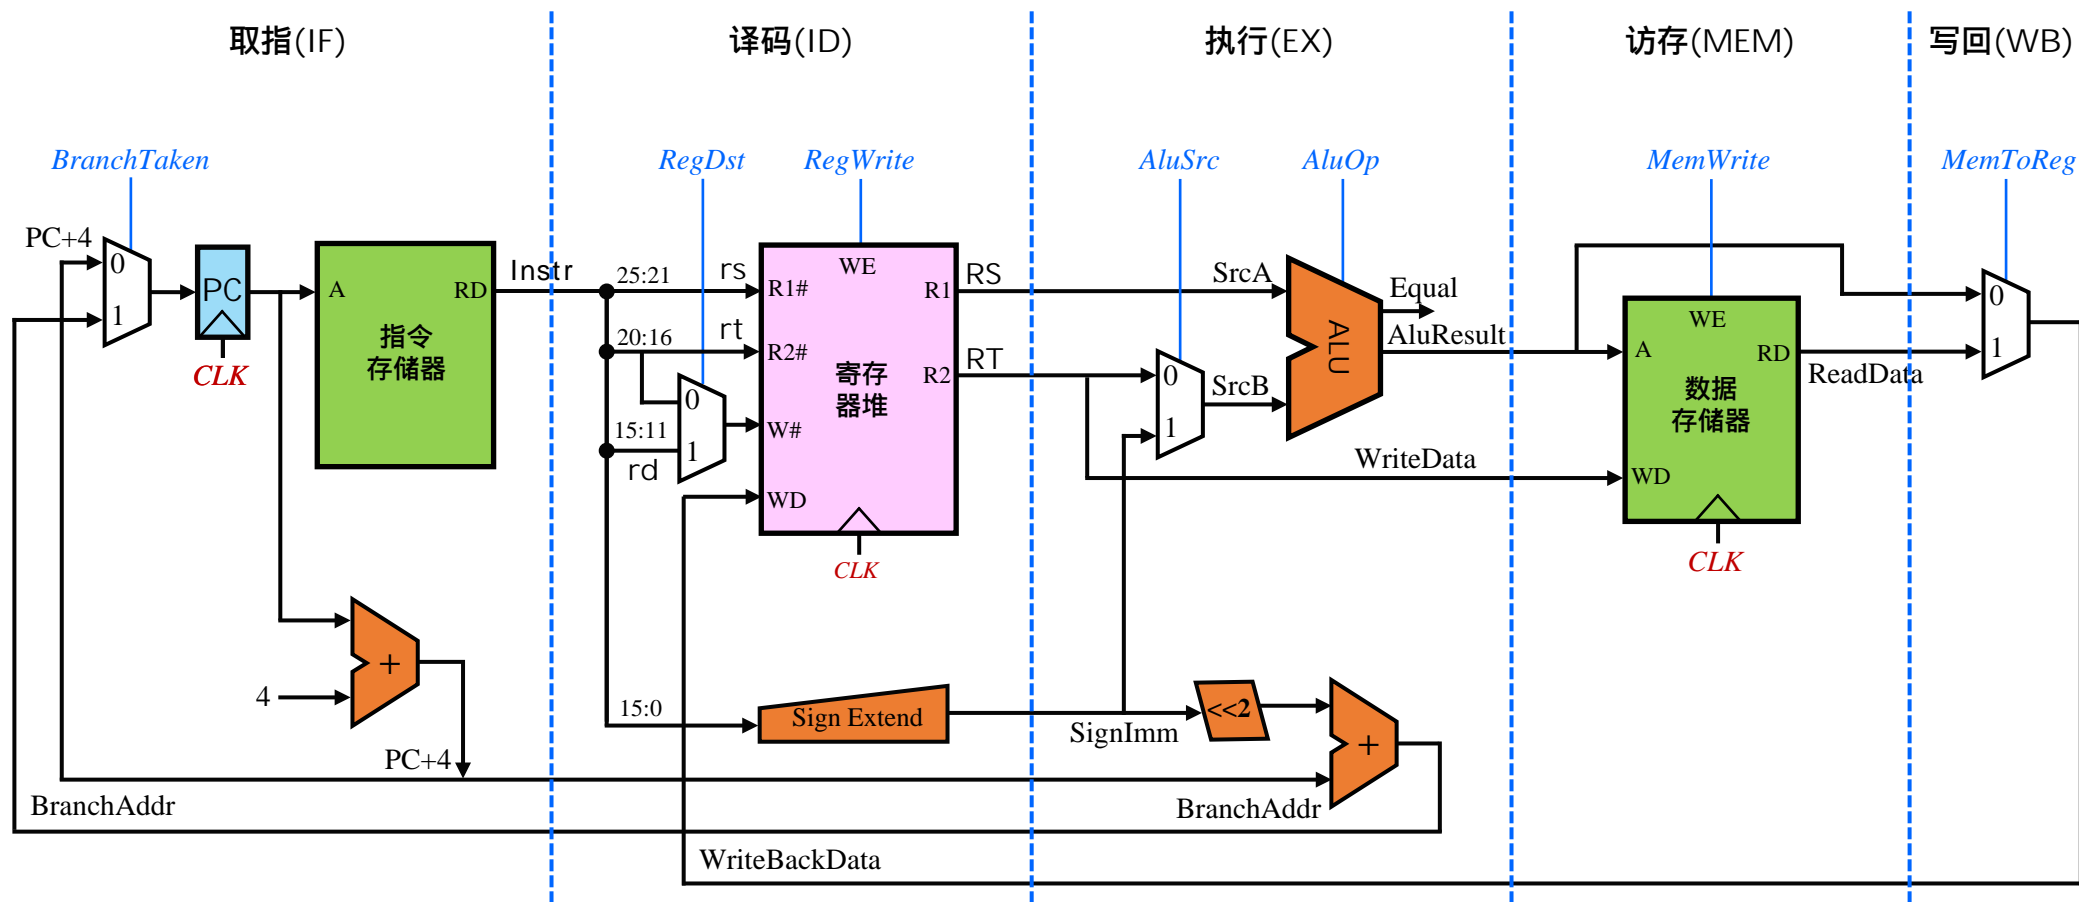 取指(IF)
译码(ID)
执行(EX)
访存(MEM)
写回(WB)
BranchTaken
RegDst
RegWrite
AluSrc
AluOp
MemWrite
MemToReg
PC+4
0
1
PC
CLK
A
RD
指令
存储器
Instr
4
+
PC+4
BranchAddr
25:21
rs
20:16
rt
0
15:11
1
rd
15:0
WE
R1#
R1
R2#
R2
寄存
器堆
W#
WD
CLK
Sign Extend
WriteBackData
RS
RT
SrcA
0
SrcB
1
ALU
Equal
AluResult
WriteData
SignImm
<<2
+
BranchAddr
WE
A
RD
数据
存储器
WD
CLK
ReadData
0
1